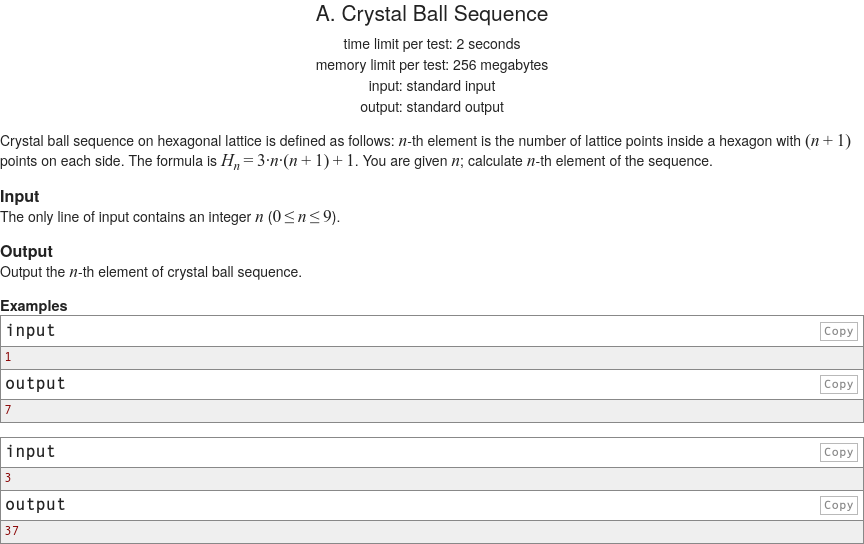 A. Crystal Ball Sequence
time limit per test: 2 seconds
memory limit per test: 256 megabytes
input: standard input
output: standard output
Crystal ball sequence on hexagonal lattice is defined as follows: n-th element is the number of lattice points inside a hexagon with (n + 1)
points on each side. The formula is Hn = 3·n·(n + 1) + 1. You are given n; calculate n-th element of the sequence.
Input
The only line of input contains an integer n (0 ≤ n ≤ 9).
Output
Output the n-th element of crystal ball sequence.
Examples
input Copy
1
output Copy
7
input Copy
3
output Copy
37